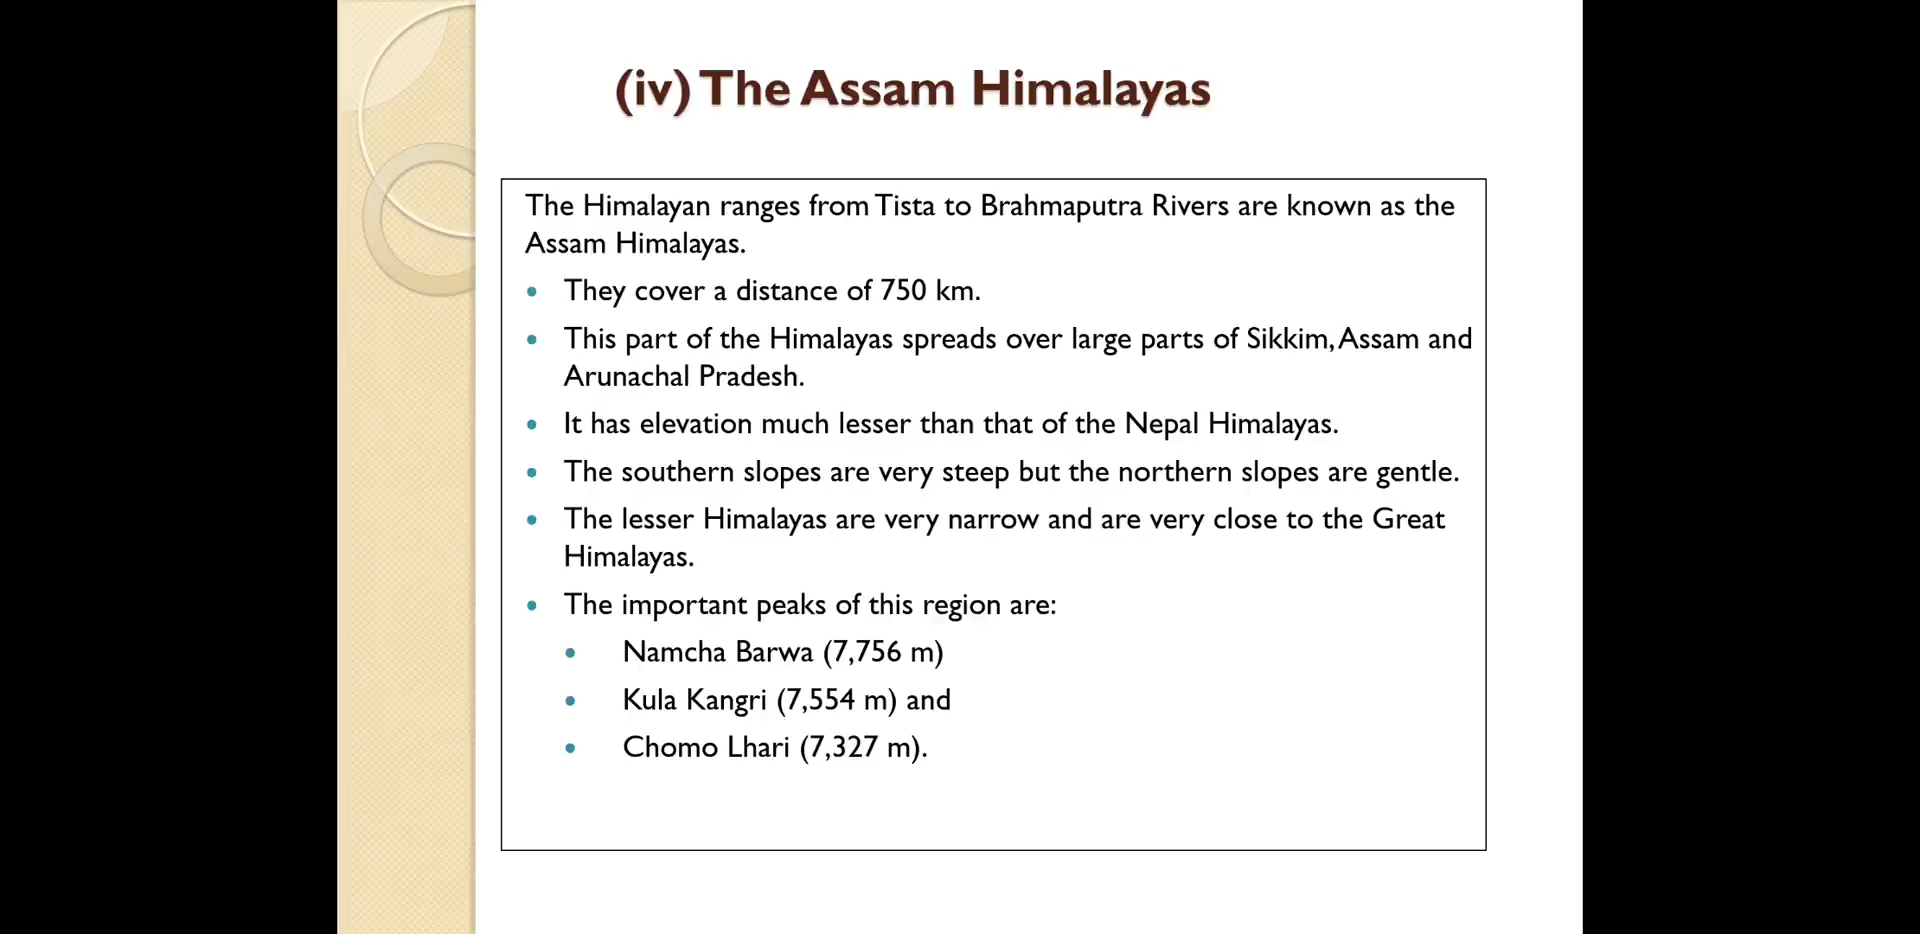 (iv) The Assam Himalayas
The Himalayan ranges from Tista to Brahmaputra Rivers are known as the
Assam Himalayas.
• They cover a distance of 750 km.
• This part of the Himalayas spreads over large parts of Sikkim, Assam and
Arunachal Pradesh.
• It has elevation much lesser than that of the Nepal Himalayas.
• The southern slopes are very steep but the northern slopes are gentle.
• The lesser Himalayas are very narrow and are very close to the Great
Himalayas.
• The important peaks of this region are:
• Namcha Barwa (7,756 m)
• Kula Kangri (7,554 m) and
• Chomo Lhari (7,327 m).